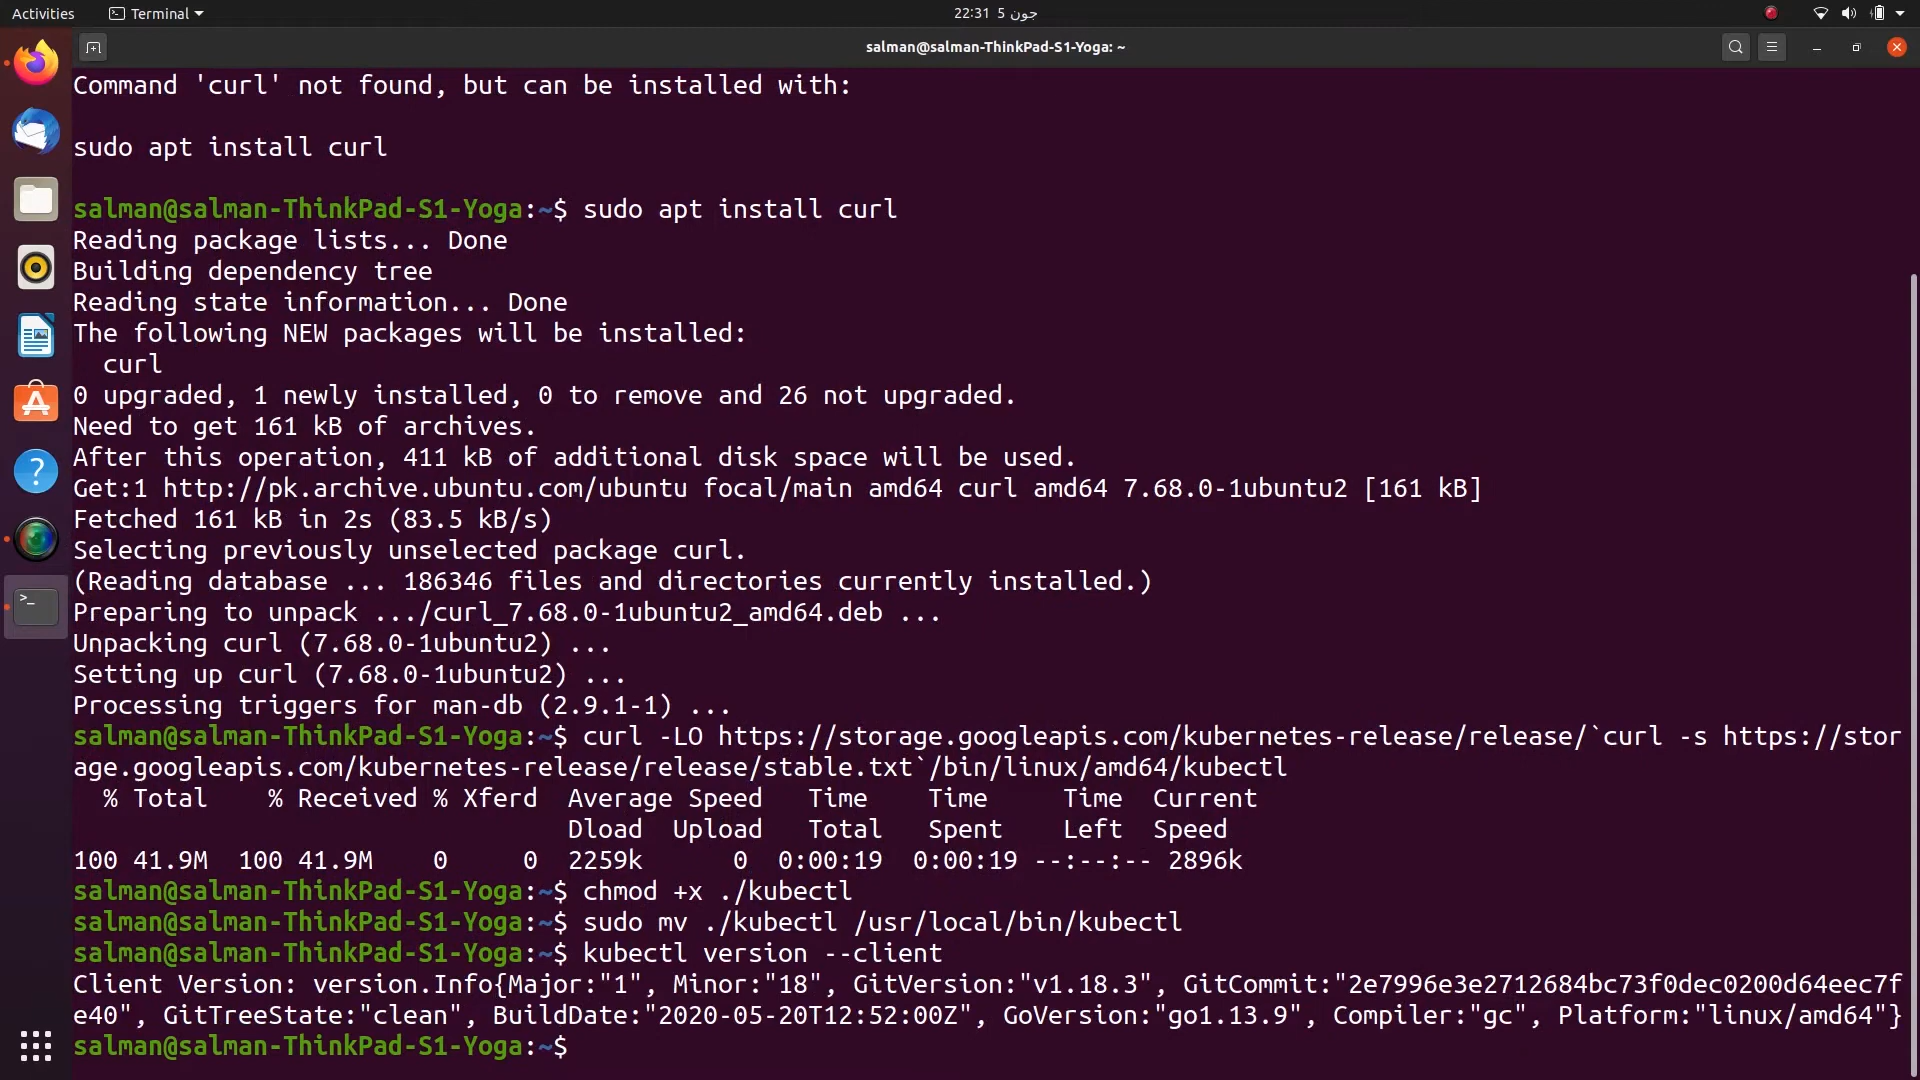 Activities
Terminal
22:31 5 جون
salman@salman-ThinkPad-S1-Yoga: ~
Command 'curl' not found, but can be installed with:
sudo apt install curl
salman@salman-ThinkPad-S1-Yoga:~$ sudo apt install curl
Reading package lists... Done
Building dependency tree
Reading state information... Done
The following NEW packages will be installed:
  curl
0 upgraded, 1 newly installed, 0 to remove and 26 not upgraded.
Need to get 161 kB of archives.
After this operation, 411 kB of additional disk space will be used.
Get:1 http://pk.archive.ubuntu.com/ubuntu focal/main amd64 curl amd64 7.68.0-1ubuntu2 [161 kB]
Fetched 161 kB in 2s (83.5 kB/s)
Selecting previously unselected package curl.
(Reading database ... 186346 files and directories currently installed.)
Preparing to unpack .../curl_7.68.0-1ubuntu2_amd64.deb ...
Unpacking curl (7.68.0-1ubuntu2) ...
Setting up curl (7.68.0-1ubuntu2) ...
Processing triggers for man-db (2.9.1-1) ...
salman@salman-ThinkPad-S1-Yoga:~$ curl -LO https://storage.googleapis.com/kubernetes-release/release/`curl -s https://stor
age.googleapis.com/kubernetes-release/release/stable.txt`/bin/linux/amd64/kubectl
  % Total    % Received % Xferd  Average Speed   Time    Time     Time  Current
                                 Dload  Upload   Total   Spent    Left  Speed
100 41.9M  100 41.9M    0     0  2259k      0  0:00:19  0:00:19 --:--:-- 2896k
salman@salman-ThinkPad-S1-Yoga:~$ chmod +x ./kubectl
salman@salman-ThinkPad-S1-Yoga:~$ sudo mv ./kubectl /usr/local/bin/kubectl
salman@salman-ThinkPad-S1-Yoga:~$ kubectl version --client
Client Version: version.Info{Major:"1", Minor:"18", GitVersion:"v1.18.3", GitCommit:"2e7996e3e2712684bc73f0dec0200d64eec7f
e40", GitTreeState:"clean", BuildDate:"2020-05-20T12:52:00Z", GoVersion:"go1.13.9", Compiler:"gc", Platform:"linux/amd64"}
salman@salman-ThinkPad-S1-Yoga:~$